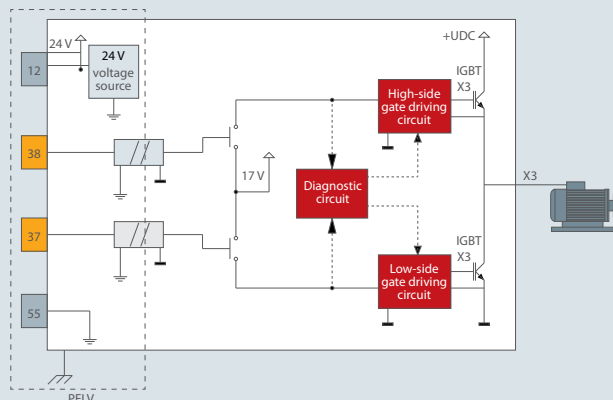 24 V
12
24 V
voltage
source
38
37
55
PELV
17 V
Diagnostic
circuit
High-side
gate driving
circuit
Low-side
gate driving
circuit
+UDC
IGBT
X3
X3
IGBT
X3